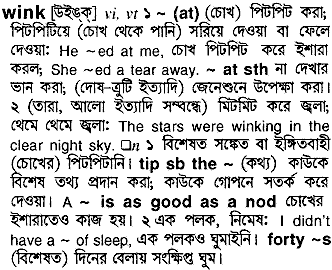 wink [উইঙক্] vi, vt ১ ~ (at) (চোখ) পিটপিট করা;
পিটপিটিয়ে (চোখ থেকে পানি) সরিয়ে দেওয়া বা ফেলে
দেওয়া: He ~ed at me, চোখ পিটপিট করে ইশারা
করল; She ~ed a tear away. ~ at sth না দেখার
ভান করা; (দোষ-ত্রুটি ইত্যাদি) জেনেশুনে উপেক্ষা করা।
২ (তারা, আলো ইত্যাদি সম্বন্ধে) মিটমিট করে জ্বলা;
থেমে থেমে জ্বলা: The stars were winking in the
clear night sky. □n ১ বিশেষত সঙ্কেত বা ইঙ্গিতবাহী
(চোখের) পিটপিটানি। tip sb the ~ (কথ্য) কাউকে
বিশেষ তথ্য প্রদান করা; কাউকে গোপনে সতর্ক করে
দেওয়া। A ~ is as good as a nod চোখের
ইশারাতেও কাজ হয়। ২ এক পলক, নিমেষ: I didn't
have a ~ of sleep, এক পলকও ঘুমাইনি। forty ~s
(বিশেষত) দিনের বেলায় সংক্ষিপ্ত ঘুম।